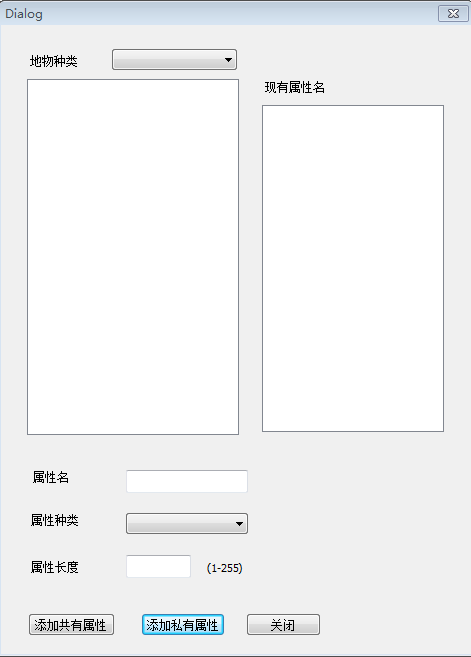 Dialog
地物种类
现有属性名
属性名
属性种类
属性长度
(1-255)
添加共有属性
添加私有属性
关闭